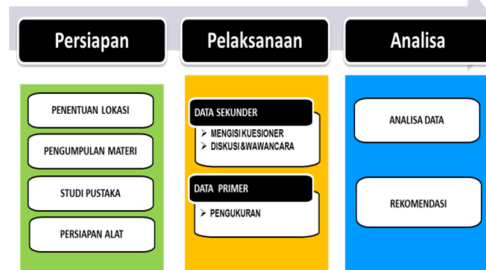 Persiapan
Pelaksanaan
Analisa
PENENTUAN LOKASI
PENGUMPULAN MATERI
STUDI PUSTAKA
PERSIAPAN ALAT
DATA SEKUNDER
➢ MENGISI KUESIONER
➢ DISKUSI & WAWANCARA
DATA PRIMER
➢ PENGUKURAN
ANALISA DATA
REKOMENDASI